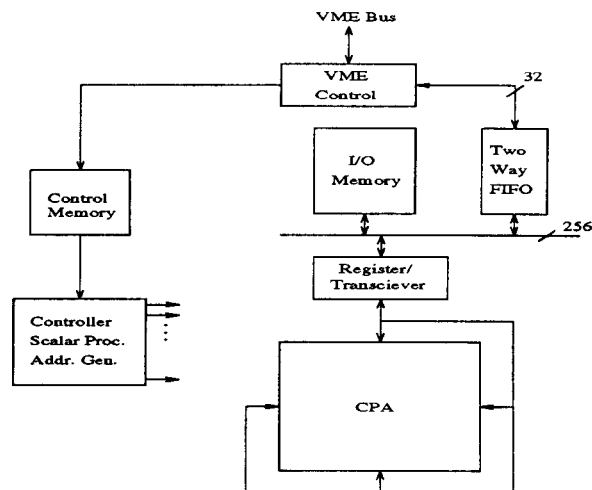 VME Bus
VME
Control
32
I/O
Memory
Two
Way
FIFO
Control
Memory
256
Register/
Transciever
Controller
Scalar Proc.
Addr. Gen.
CPA